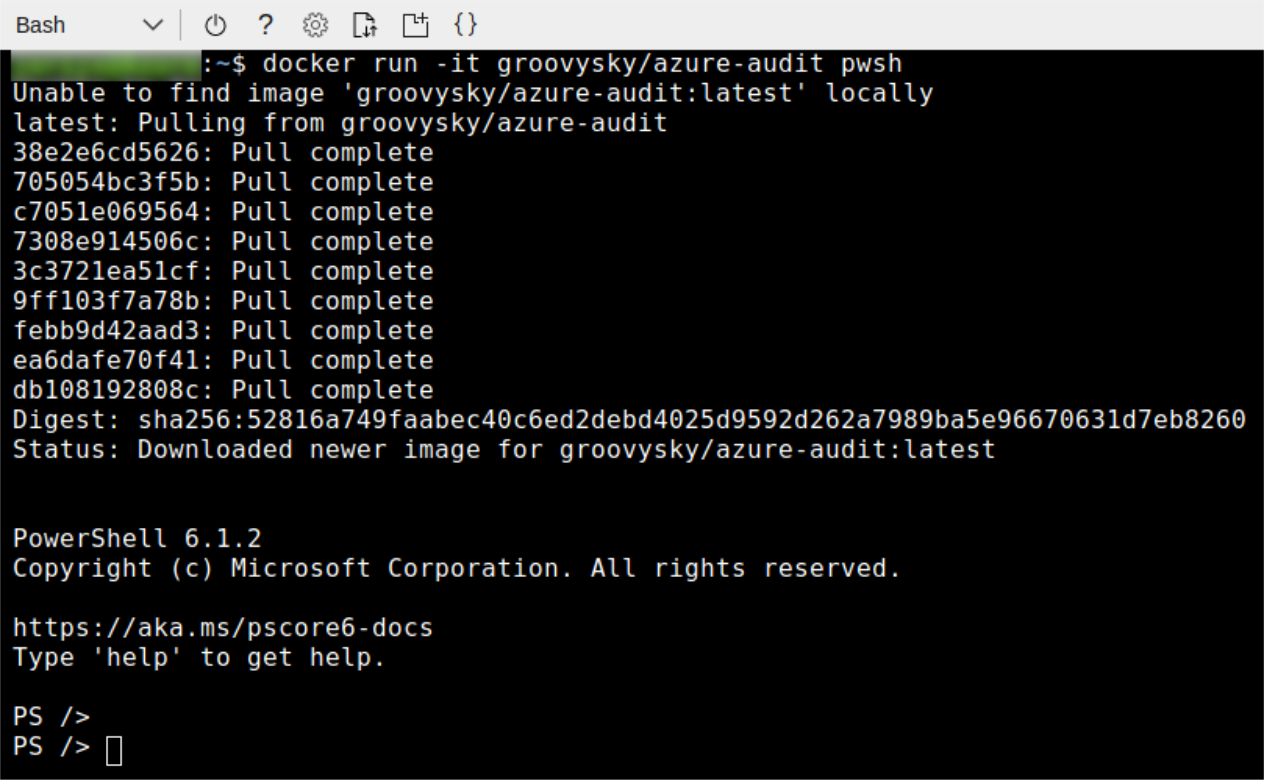 Bash
? {}
:~$ docker run -it groovysky/azure-audit pwsh
Unable to find image 'groovysky/azure-audit:latest' locally
latest: Pulling from groovysky/azure-audit
38e2e6cd5626: Pull complete
705054bc3f5b: Pull complete
c7051e069564: Pull complete
7308e914506c: Pull complete
3c3721ea51cf: Pull complete
9ff103f7a78b: Pull complete
febb9d42aad3: Pull complete
ea6dafe70f41: Pull complete
db108192808c: Pull complete
Digest: sha256:52816a749faabec40c6ed2debd4025d9592d262a7989ba5e96670631d7eb8260
Status: Downloaded newer image for groovysky/azure-audit:latest
PowerShell 6.1.2
Copyright (c) Microsoft Corporation. All rights reserved.
https://aka.ms/pscore6-docs
Type 'help' to get help.
PS />
PS />